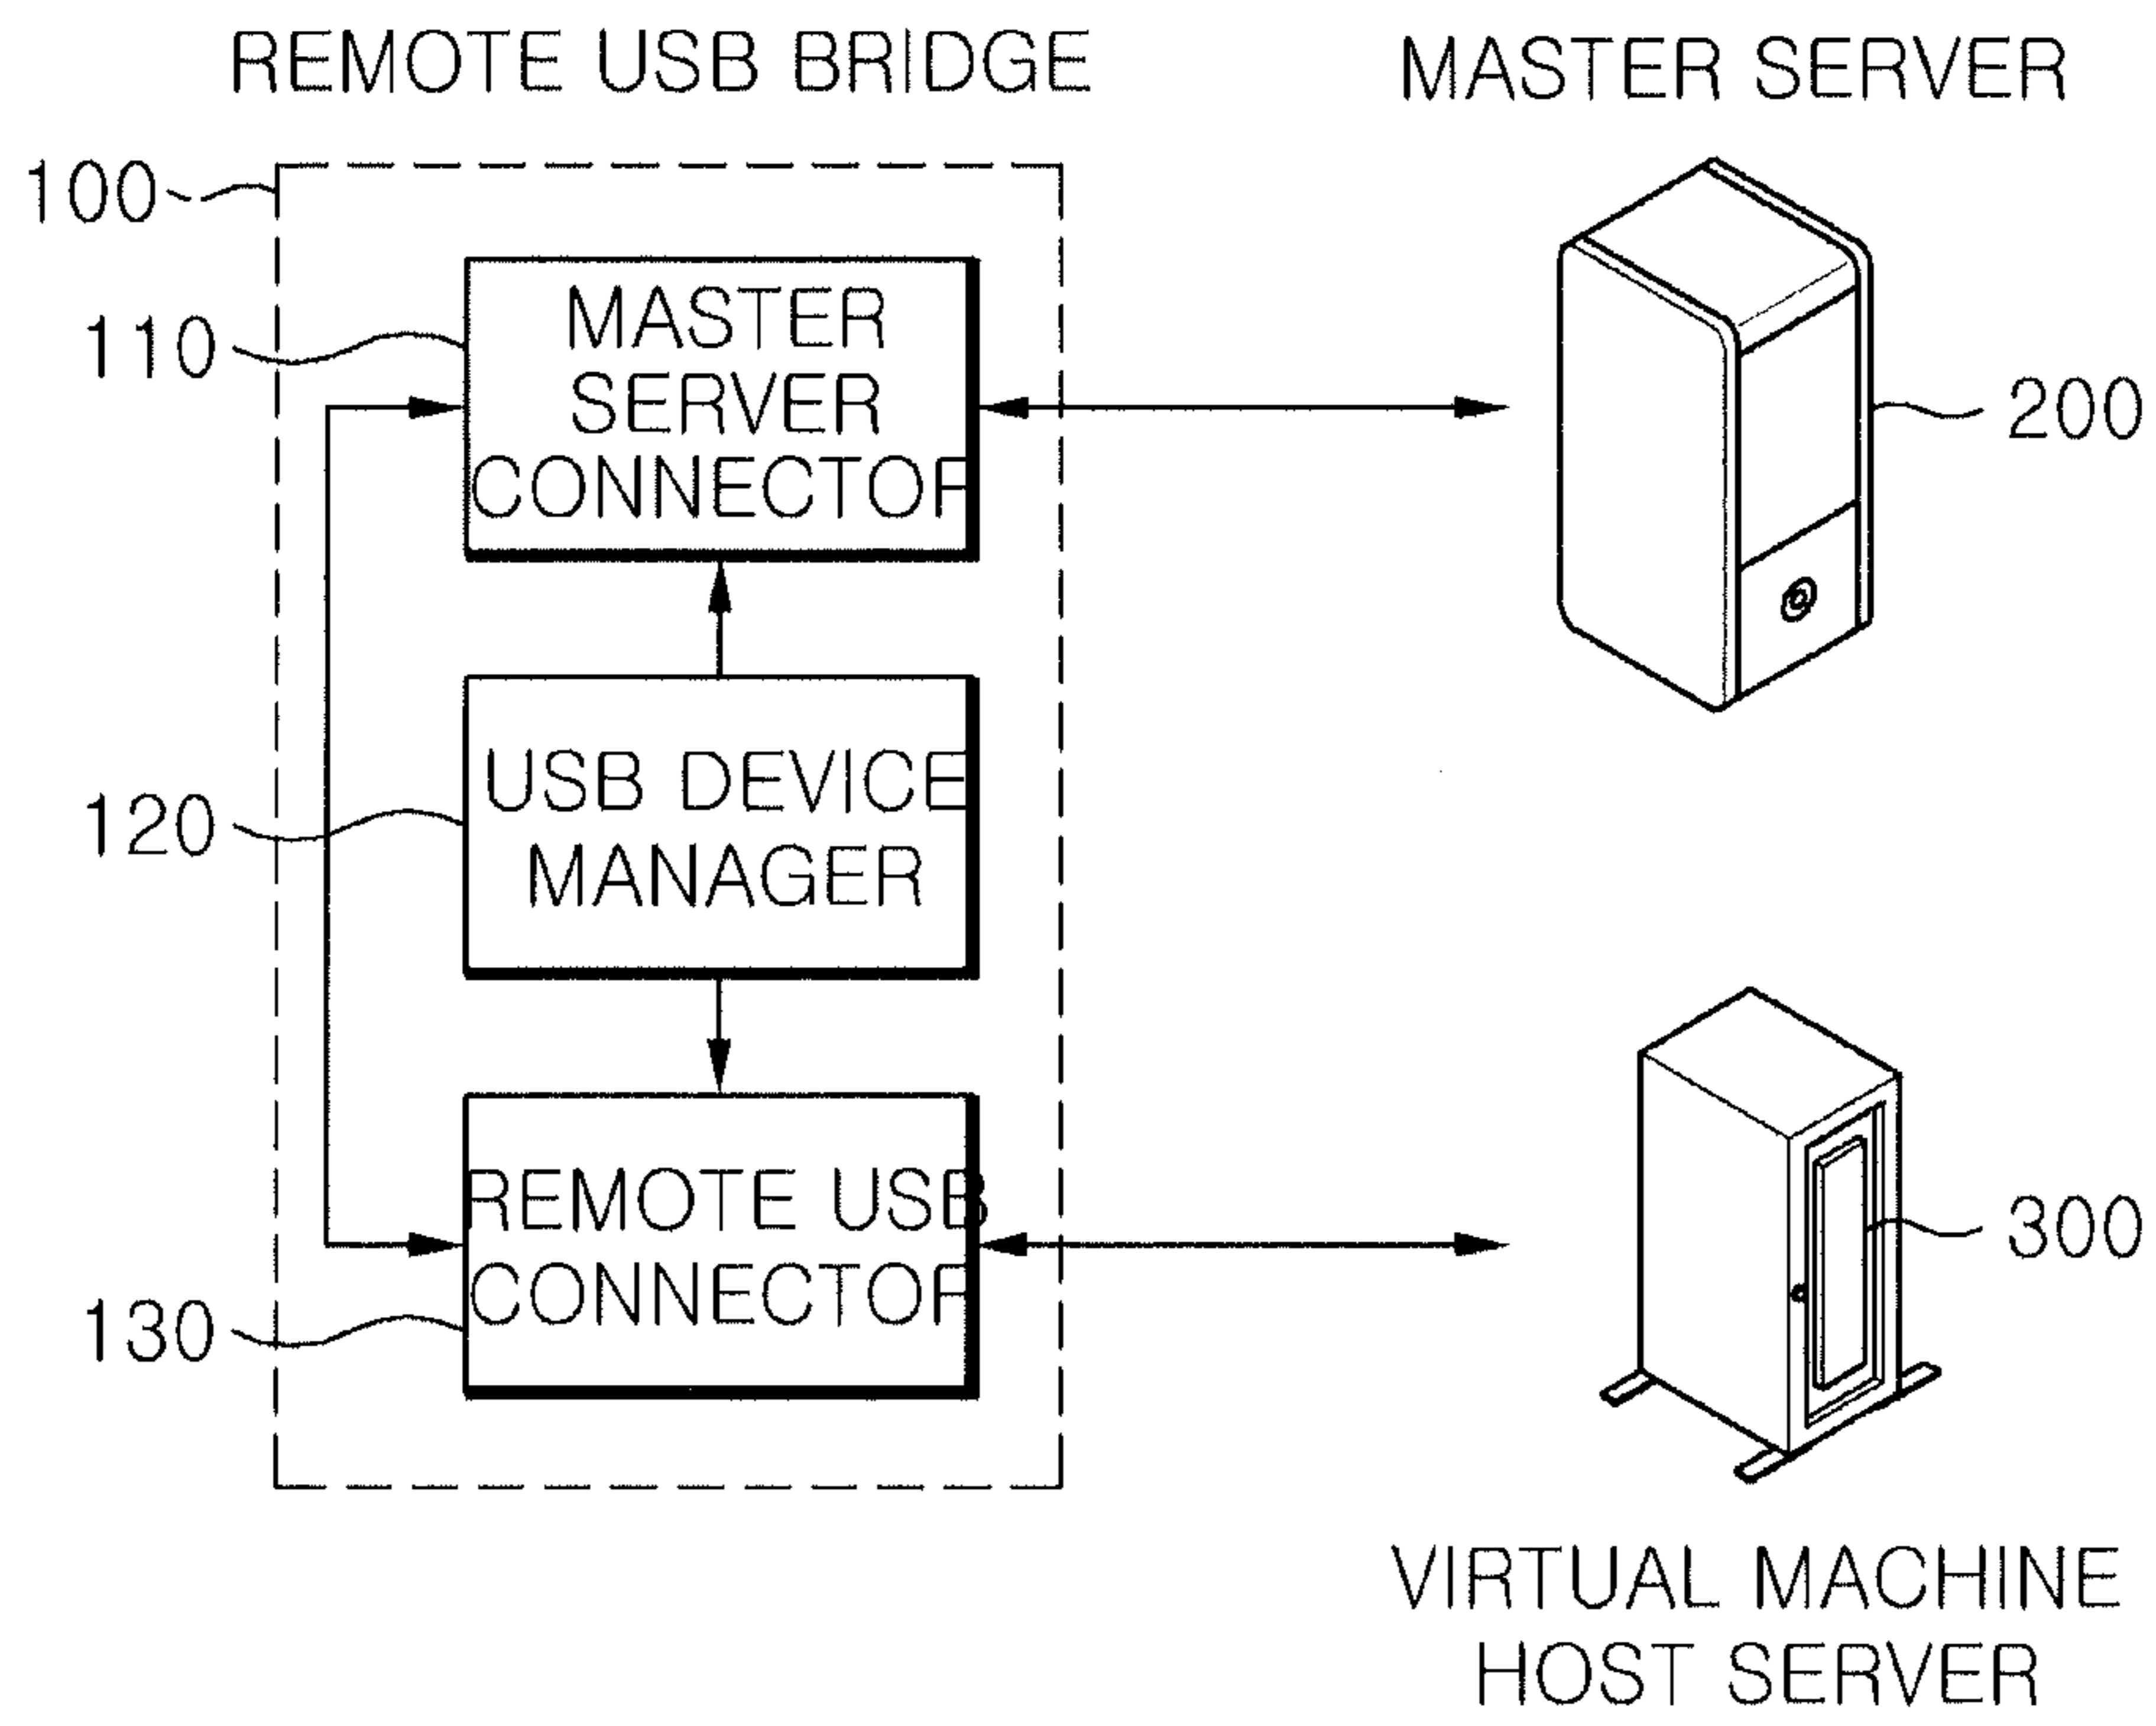 REMOTE USB BRIDGE
MASTER SERVER
100
110
MASTER
SERVER
CONNECTOR
200
120
USB DEVICE
MANAGER
130
REMOTE USB
CONNECTOR
300
VIRTUAL MACHINE
HOST SERVER